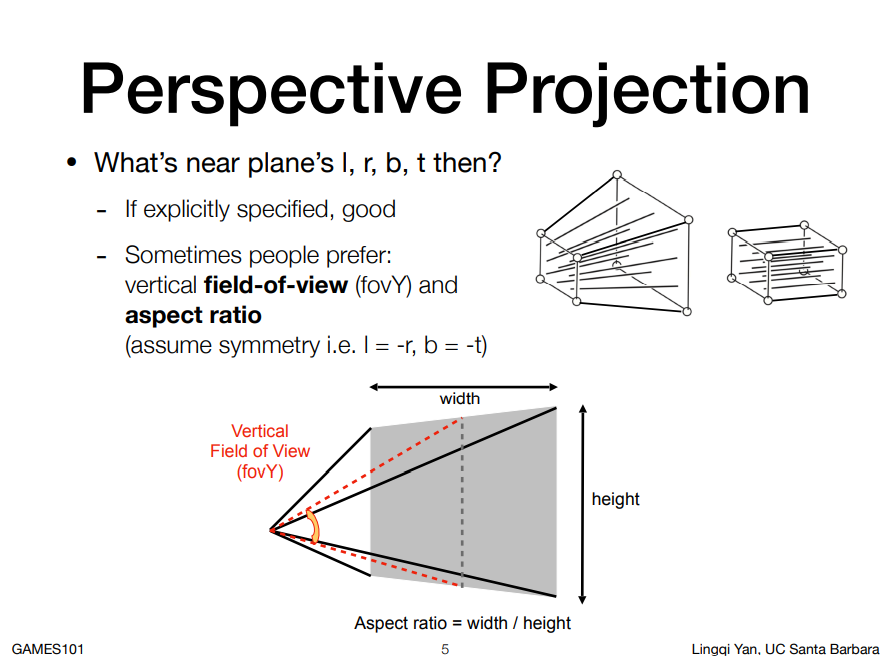 Perspective Projection
• What’s near plane’s l, r, b, t then?
- If explicitly specified, good
- Sometimes people prefer:
vertical field-of-view (fovY) and
aspect ratio
(assume symmetry i.e. l = -r, b = -t)
width
Vertical
Field of View
(fovY)
height
Aspect ratio = width / height
GAMES101
5
Lingqi Yan, UC Santa Barbara